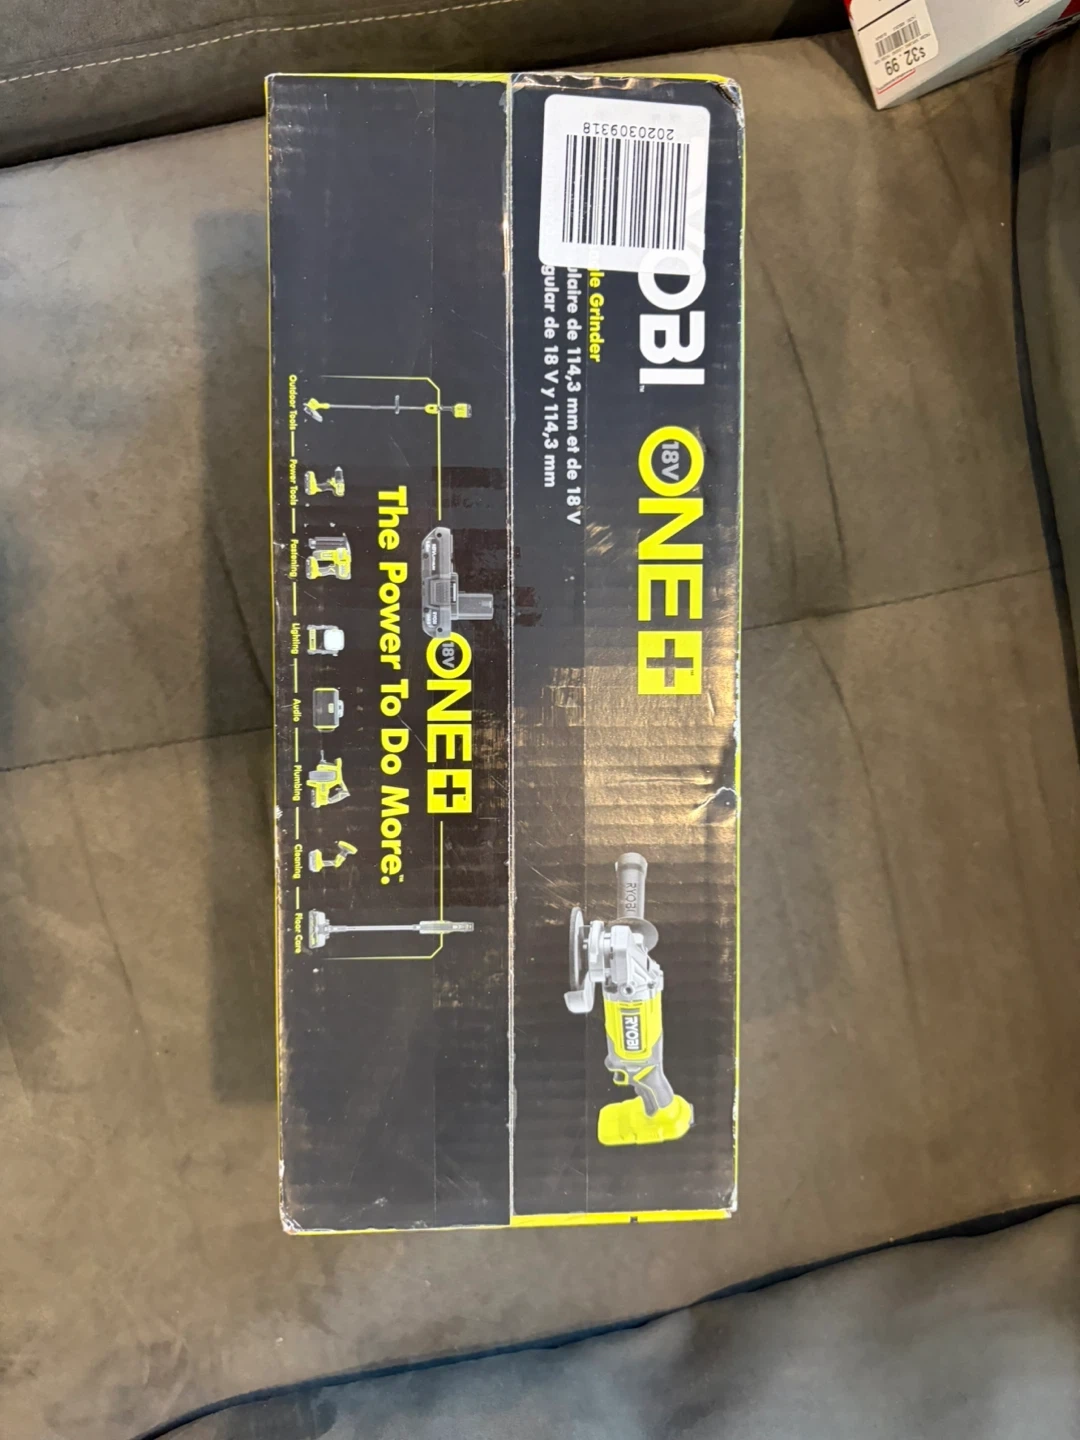 $32.99
2020309318
OBI
18V
ONE+
le Grinder
ulaire de 114,3 mm et de 18 V
gular de 18 V y 114,3 mm
RYOBI
RYOBI
18V
ONE+
The Power To Do More.™
Outdoor Tools
Power Tools
Fastening
Lighting
Audio
Plumbing
Cleaning
Floor Care